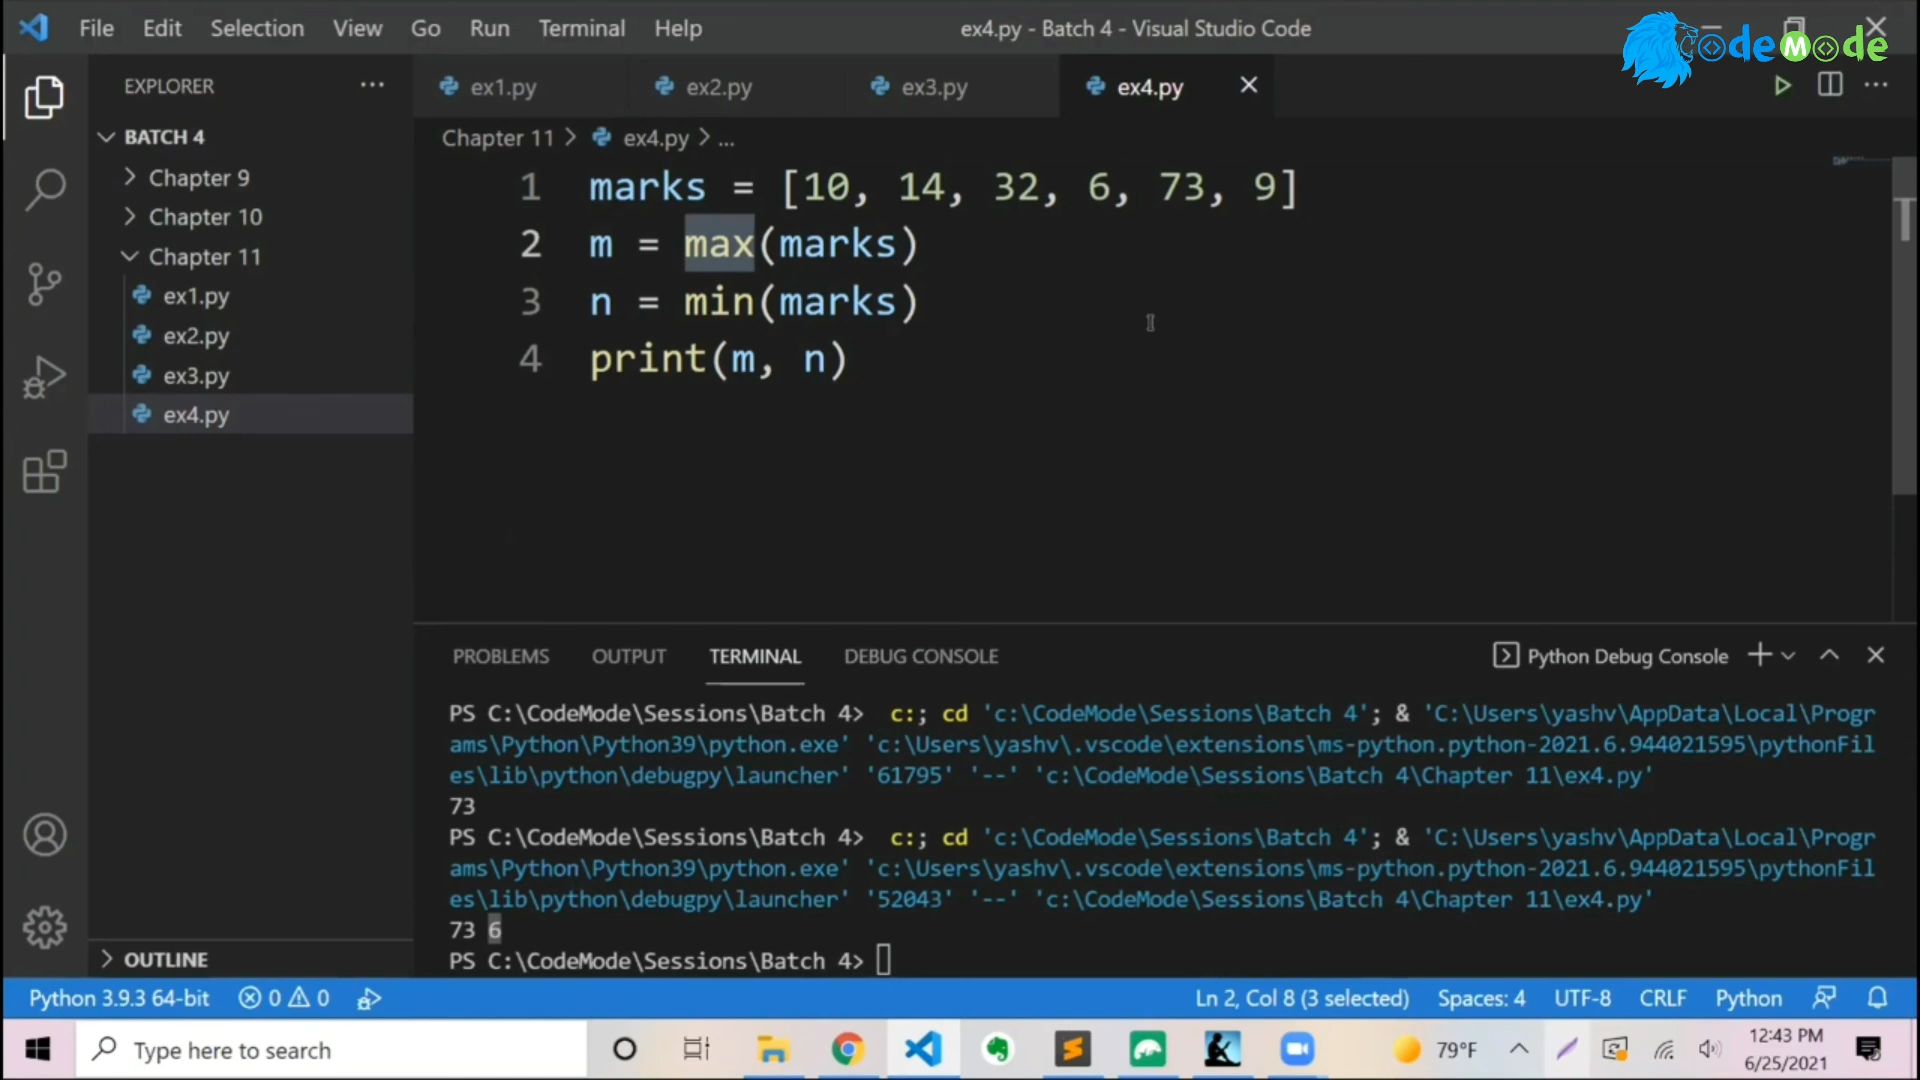 File Edit Selection View Go Run Terminal Help
ex4.py - Batch 4 - Visual Studio Code
CodeMode
EXPLORER
ex1.py
ex2.py
ex3.py
ex4.py
BATCH 4
Chapter 9
Chapter 10
Chapter 11
ex1.py
ex2.py
ex3.py
ex4.py
OUTLINE
Chapter 11 > ex4.py > ...
1 marks = [10, 14, 32, 6, 73, 9]
2 m = max(marks)
3 n = min(marks)
4 print(m, n)
PROBLEMS OUTPUT TERMINAL DEBUG CONSOLE
Python Debug Console
PS C:\CodeMode\Sessions\Batch 4> c:; cd 'c:\CodeMode\Sessions\Batch 4'; & 'C:\Users\yashv\AppData\Local\Progr
ams\Python\Python39\python.exe' 'c:\Users\yashv\.vscode\extensions\ms-python.python-2021.6.944021595\pythonFil
es\lib\python\debugpy\launcher' '61795' '--' 'c:\CodeMode\Sessions\Batch 4\Chapter 11\ex4.py'
73
PS C:\CodeMode\Sessions\Batch 4> c:; cd 'c:\CodeMode\Sessions\Batch 4'; & 'C:\Users\yashv\AppData\Local\Progr
ams\Python\Python39\python.exe' 'c:\Users\yashv\.vscode\extensions\ms-python.python-2021.6.944021595\pythonFil
es\lib\python\debugpy\launcher' '52043' '--' 'c:\CodeMode\Sessions\Batch 4\Chapter 11\ex4.py'
73 6
PS C:\CodeMode\Sessions\Batch 4>
Python 3.9.3 64-bit 0 0
Ln 2, Col 8 (3 selected) Spaces: 4 UTF-8 CRLF Python
Type here to search
79°F
12:43 PM
6/25/2021